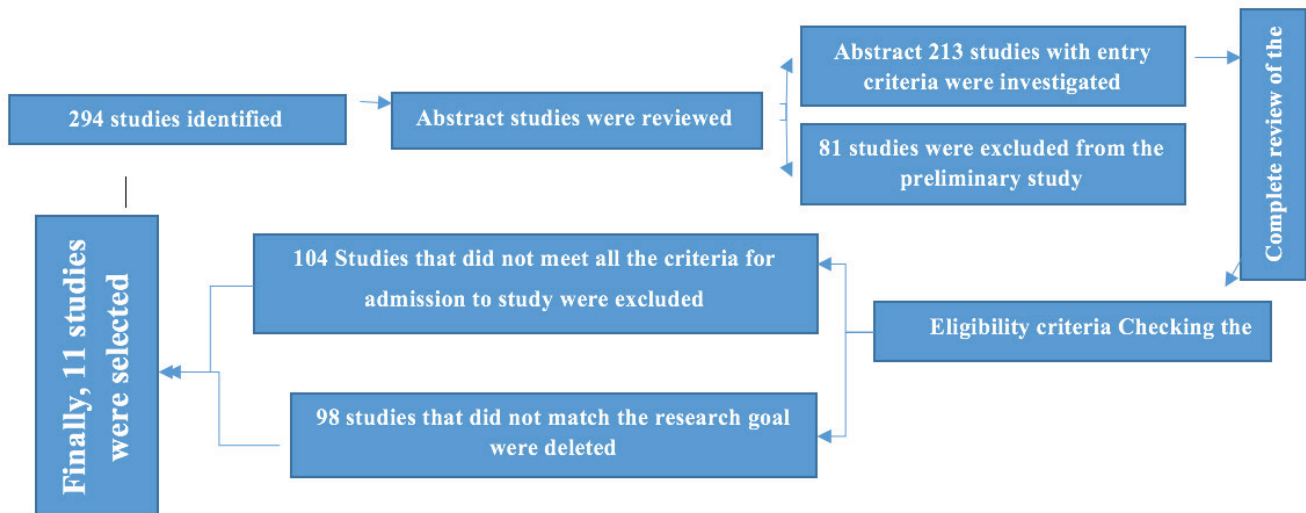 294 studies identified
Abstract studies were reviewed
Abstract 213 studies with entry
criteria were investigated
81 studies were excluded from the
preliminary study
Complete review of the
Eligibility criteria Checking the
104 Studies that did not meet all the criteria for
admission to study were excluded
98 studies that did not match the research goal
were deleted
Finally, 11 studies
were selected